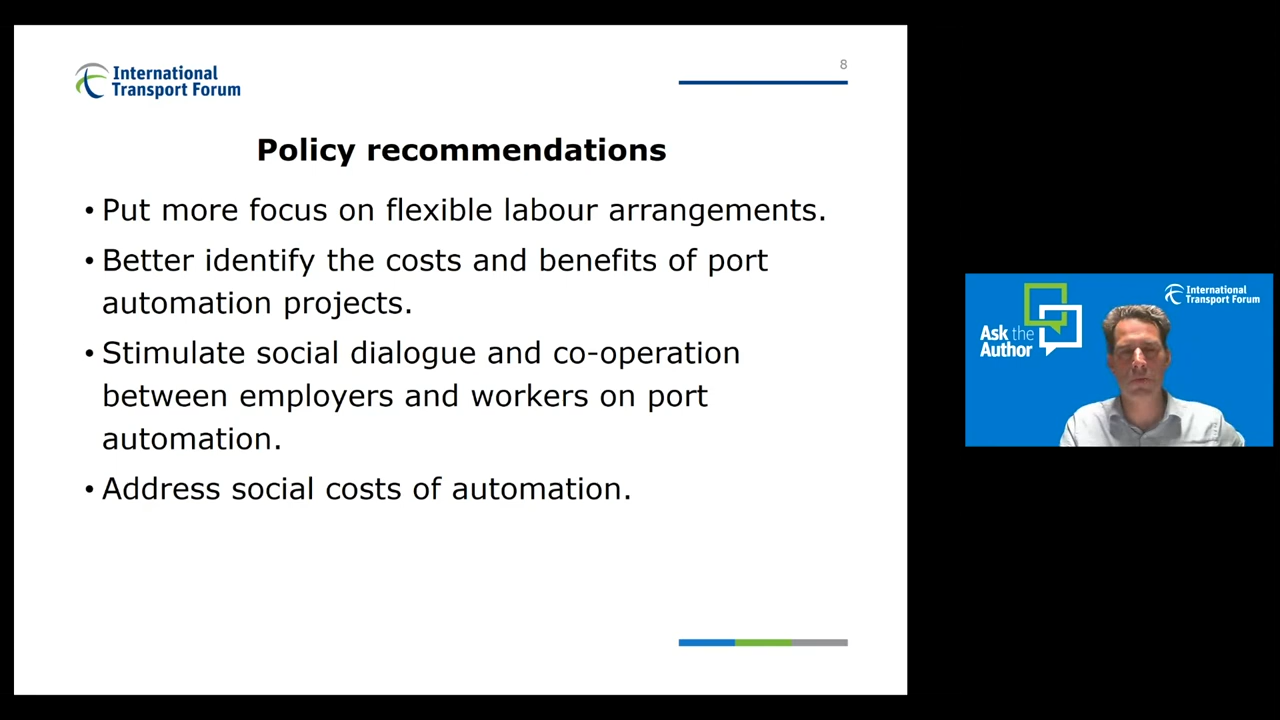 International
Transport Forum
8
Policy recommendations
• Put more focus on flexible labour arrangements.
• Better identify the costs and benefits of port
automation projects.
• Stimulate social dialogue and co-operation
between employers and workers on port
automation.
• Address social costs of automation.
International
Transport Forum
Ask the
Author